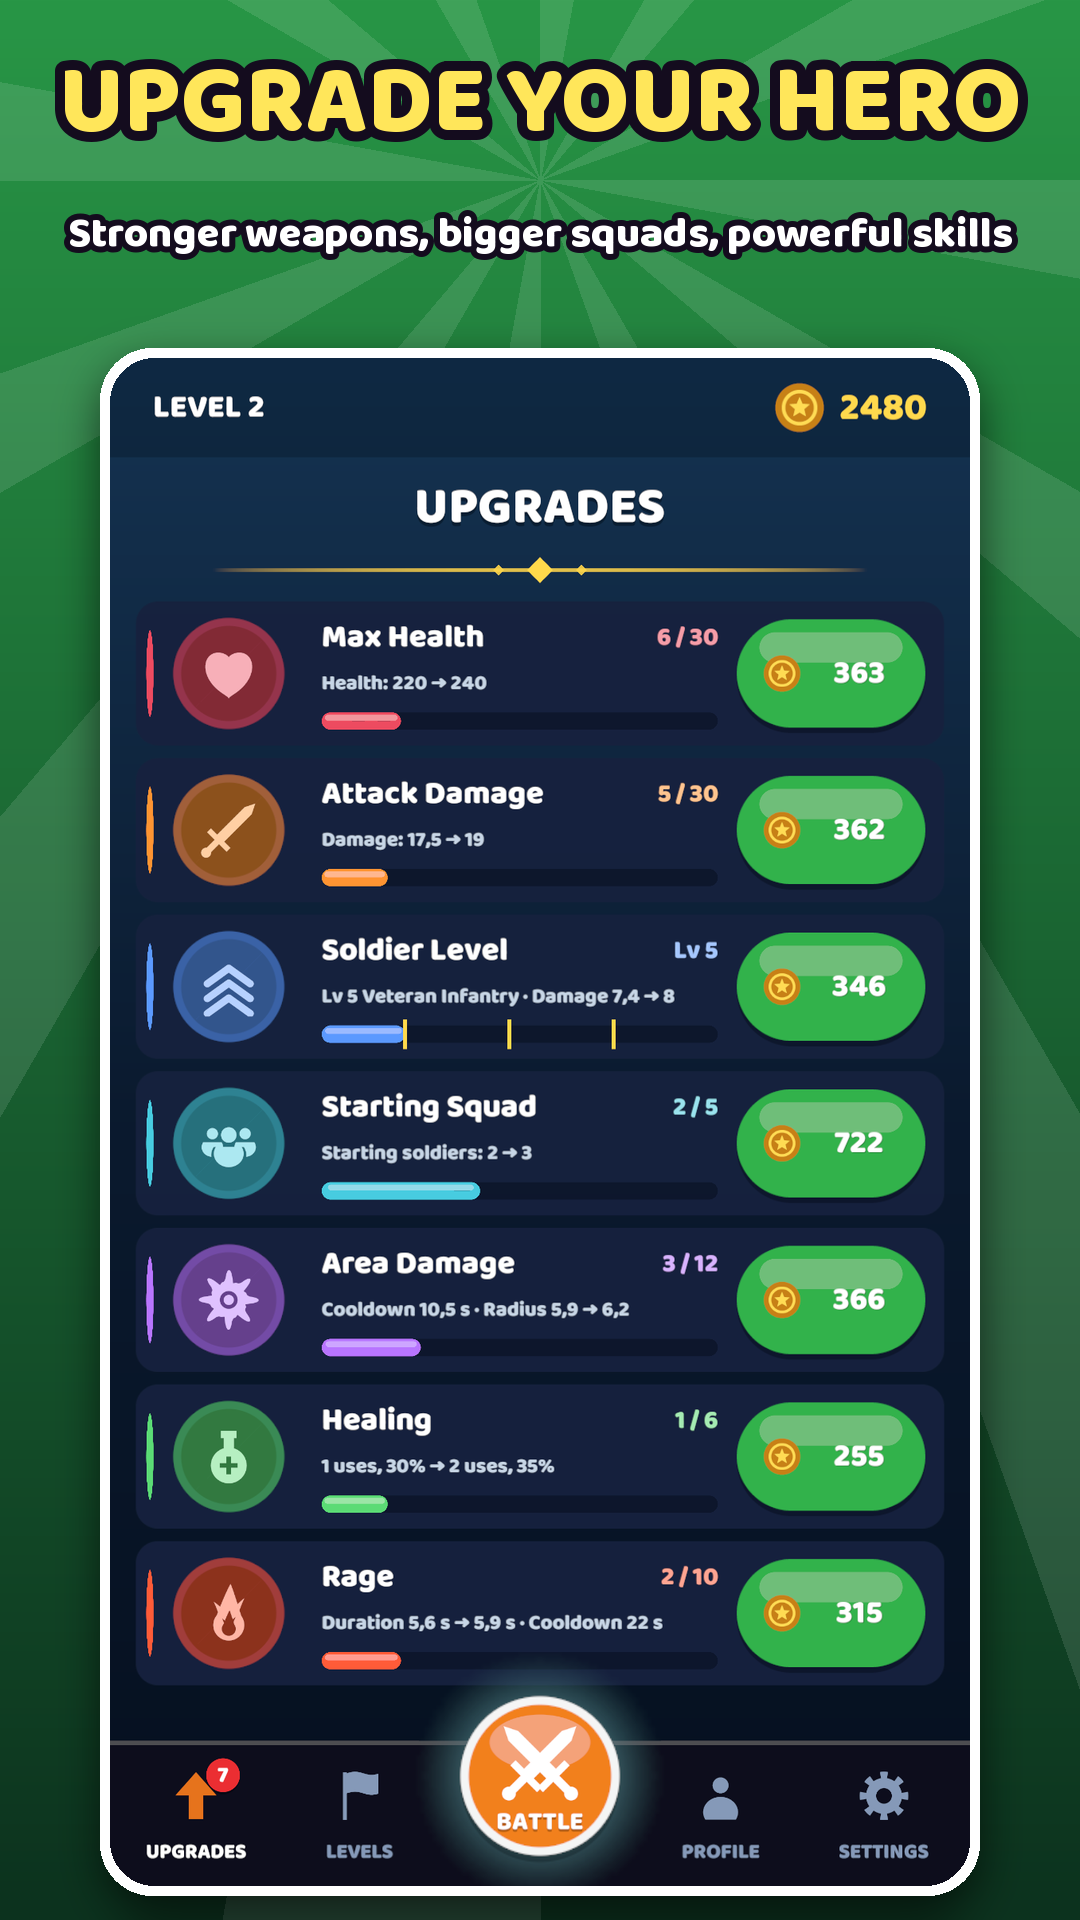 UPGRADE YOUR HERO
Stronger weapons, bigger squads, powerful skills
LEVEL 2
2480
UPGRADES
Max Health
6 / 30
Health: 220 → 240
363
Attack Damage
5 / 30
Damage: 17,5 → 19
362
Soldier Level
Lv 5
Lv 5 Veteran Infantry · Damage 7,4 → 8
346
Starting Squad
2 / 5
Starting soldiers: 2 → 3
722
Area Damage
3 / 12
Cooldown 10,5 s · Radius 5,9 → 6,2
366
Healing
1 / 6
1 uses, 30% → 2 uses, 35%
255
Rage
2 / 10
Duration 5,6 s → 5,9 s · Cooldown 22 s
315
7
UPGRADES
LEVELS
BATTLE
PROFILE
SETTINGS